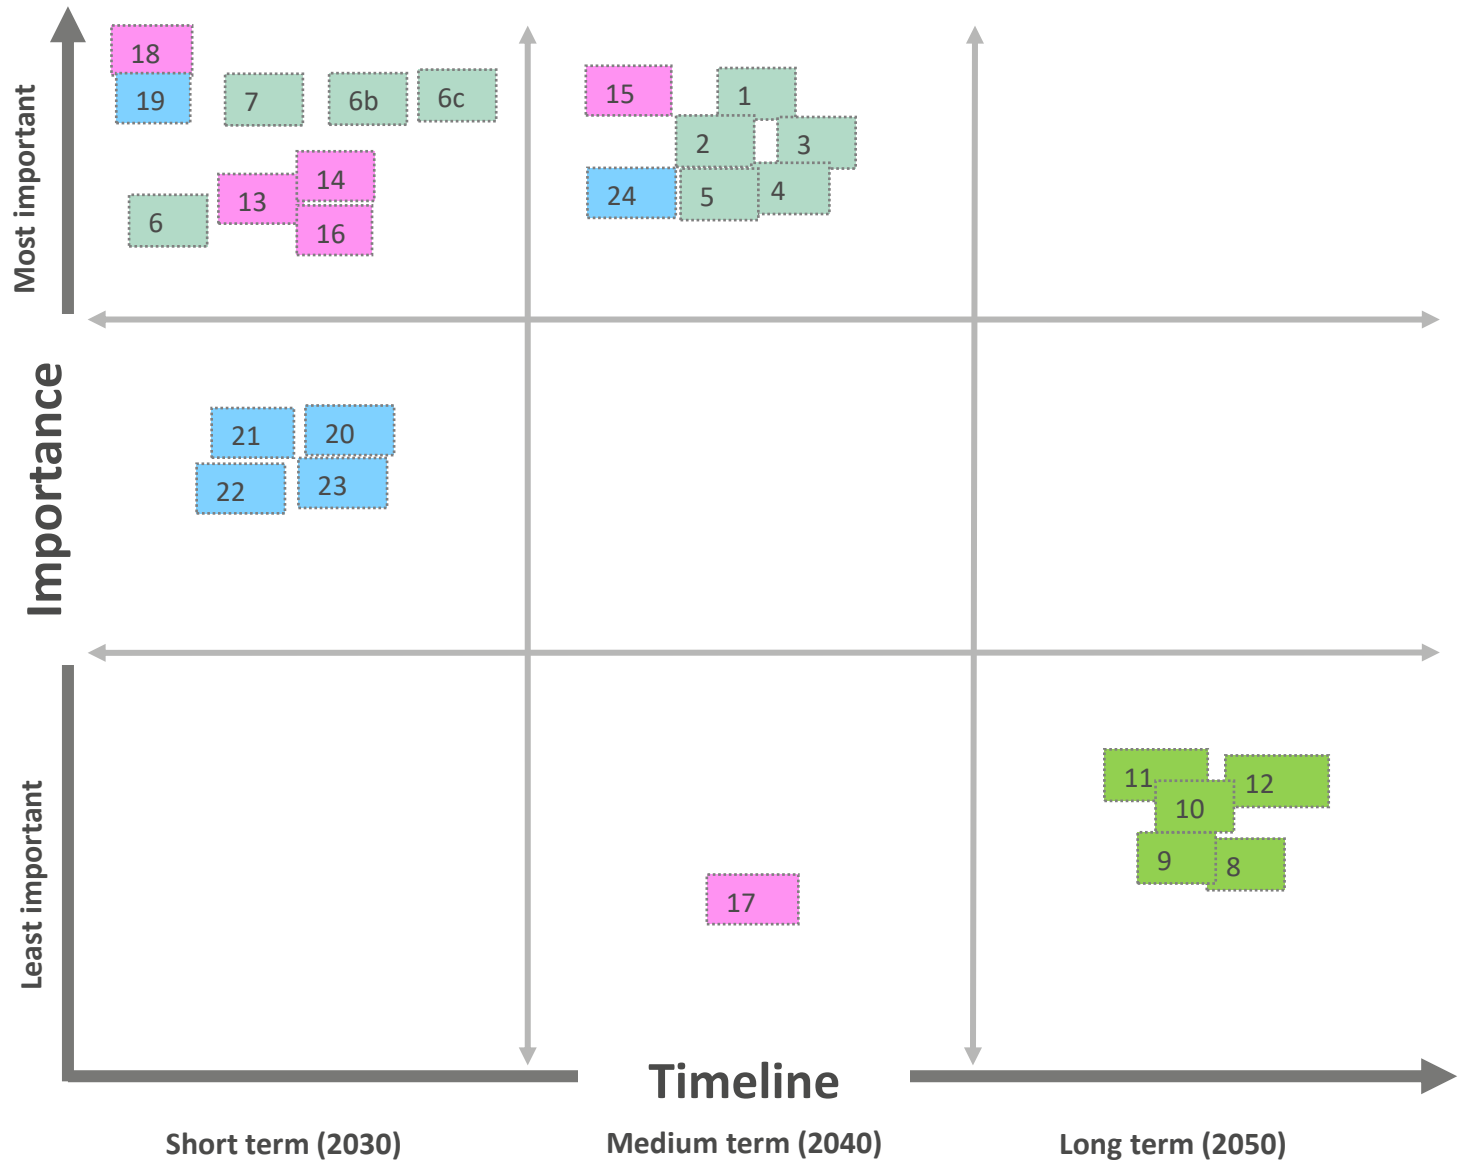 18
19
7
6b
6c
14
13
6
16
15
1
2
3
24
5
4
Most important
Importance
21
20
22
23
Least important
11
12
10
9
8
17
Timeline
Short term (2030)
Medium term (2040)
Long term (2050)